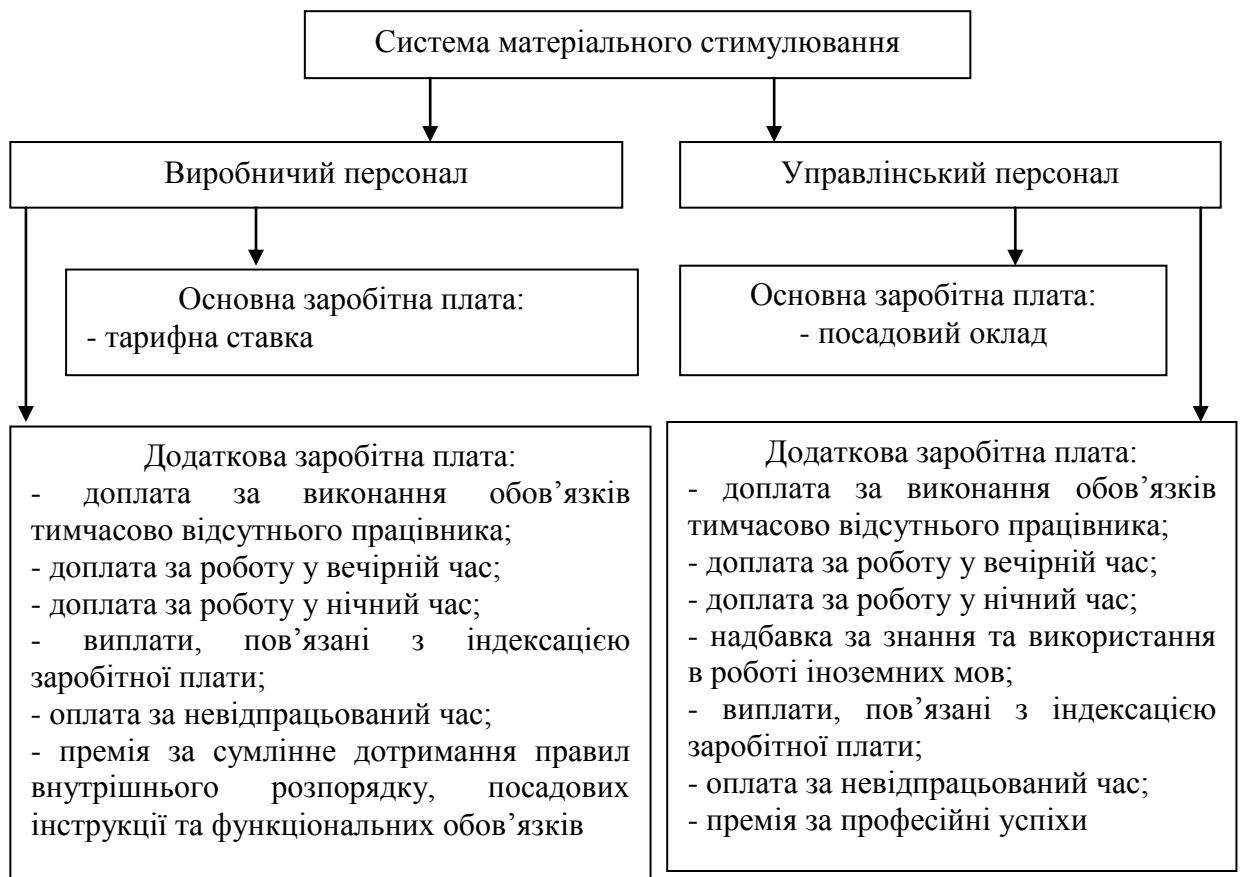 Система матеріального стимулювання
Виробничий персонал
Управлінський персонал
Основна заробітна плата:
- тарифна ставка
Основна заробітна плата:
- посадовий оклад
Додаткова заробітна плата:
- доплата за виконання обов’язків
тимчасово відсутнього працівника;
- доплата за роботу у вечірній час;
- доплата за роботу у нічний час;
- виплати, пов’язані з індексацією
заробітної плати;
- оплата за невідпрацьований час;
- премія за сумлінне дотримання правил
внутрішнього розпорядку, посадових
інструкції та функціональних обов’язків
Додаткова заробітна плата:
- доплата за виконання обов’язків
тимчасово відсутнього працівника;
- доплата за роботу у вечірній час;
- доплата за роботу у нічний час;
- надбавка за знання та використання
в роботі іноземних мов;
- виплати, пов’язані з індексацією
заробітної плати;
- оплата за невідпрацьований час;
- премія за професійні успіхи